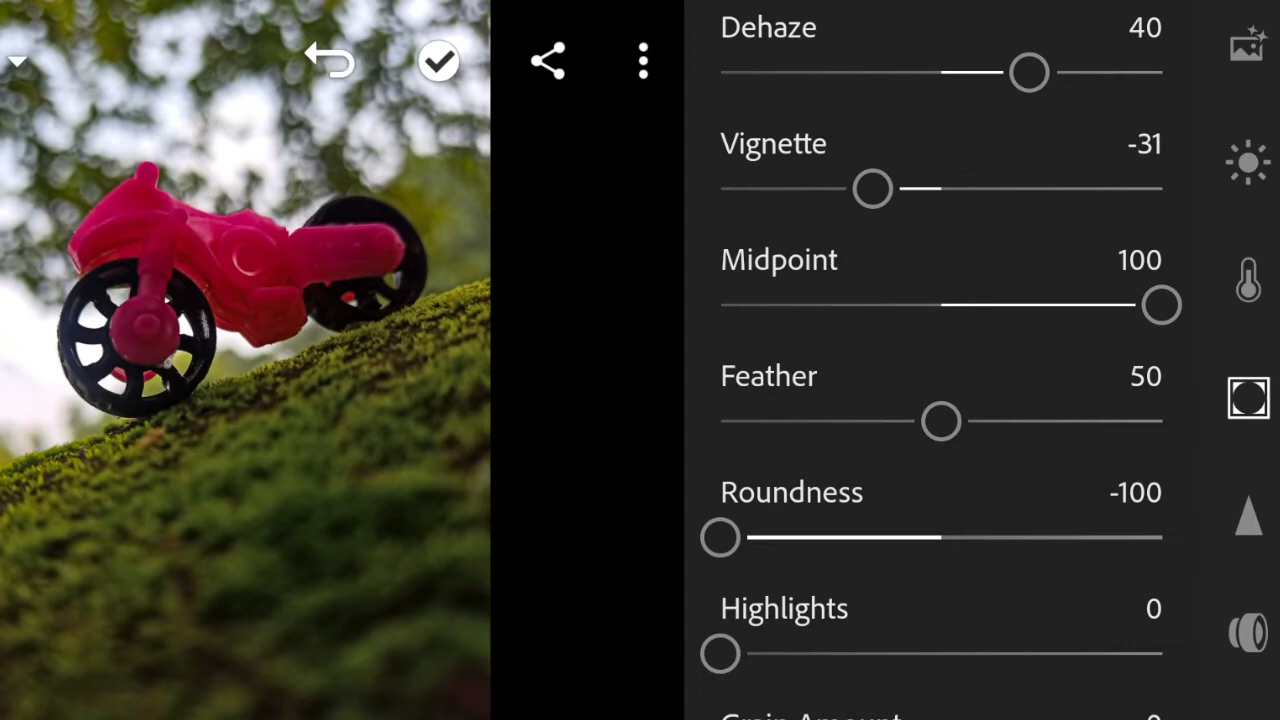 Dehaze 40
Vignette -31
Midpoint 100
Feather 50
Roundness -100
Highlights 0